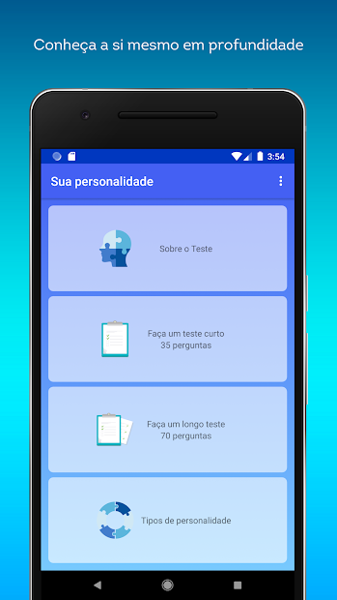 Conheça a si mesmo em profundidade
3:54
Sua personalidade
Sobre o Teste
Faça um teste curto
35 perguntas
Faça um longo teste
70 perguntas
Tipos de personalidade